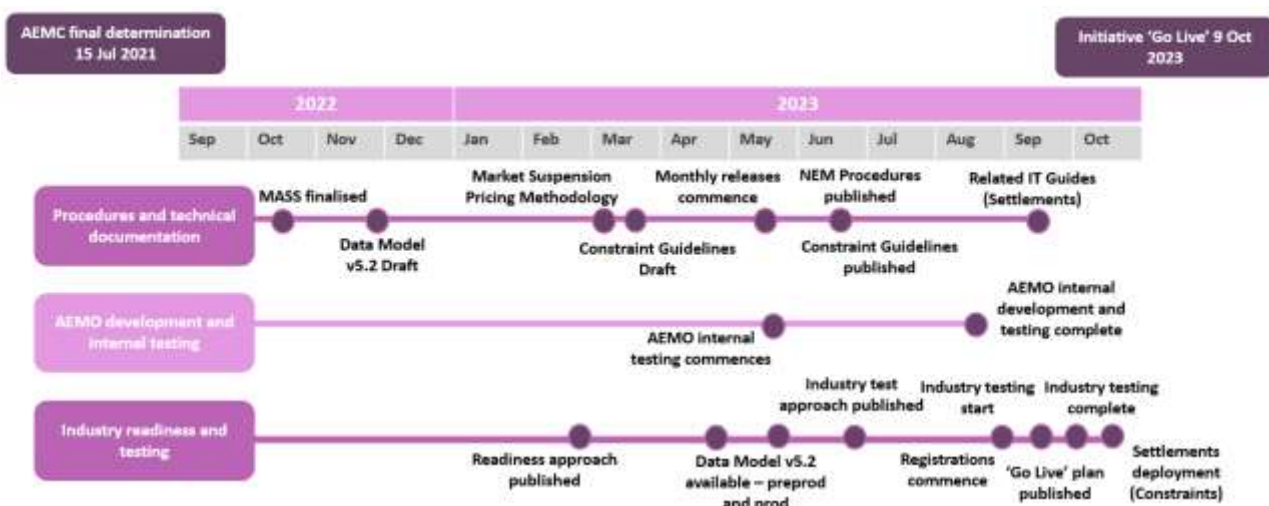 AEMC final determination
15 Jul 2021
Initiative 'Go Live' 9 Oct
2023
2022
2023
Sep
Oct
Nov
Dec
Jan
Feb
Mar
Apr
May
Jun
Jul
Aug
Sep
Oct
Procedures and technical
documentation
MASS finalised
Data Model
v5.2 Draft
Market Suspension
Pricing Methodology
Constraint Guidelines
Draft
Monthly releases
commence
NEM Procedures
published
Constraint Guidelines
published
Related IT Guides
(Settlements)
AEMO development and
internal testing
AEMO internal
testing commences
AEMO internal
development and
testing complete
Industry readiness and
testing
Readiness approach
published
Data Model v5.2
available – preprod
and prod
Industry test
approach published
Registrations
commence
Industry testing
start
'Go Live' plan
published
Industry testing
complete
Settlements
deployment
(Constraints)